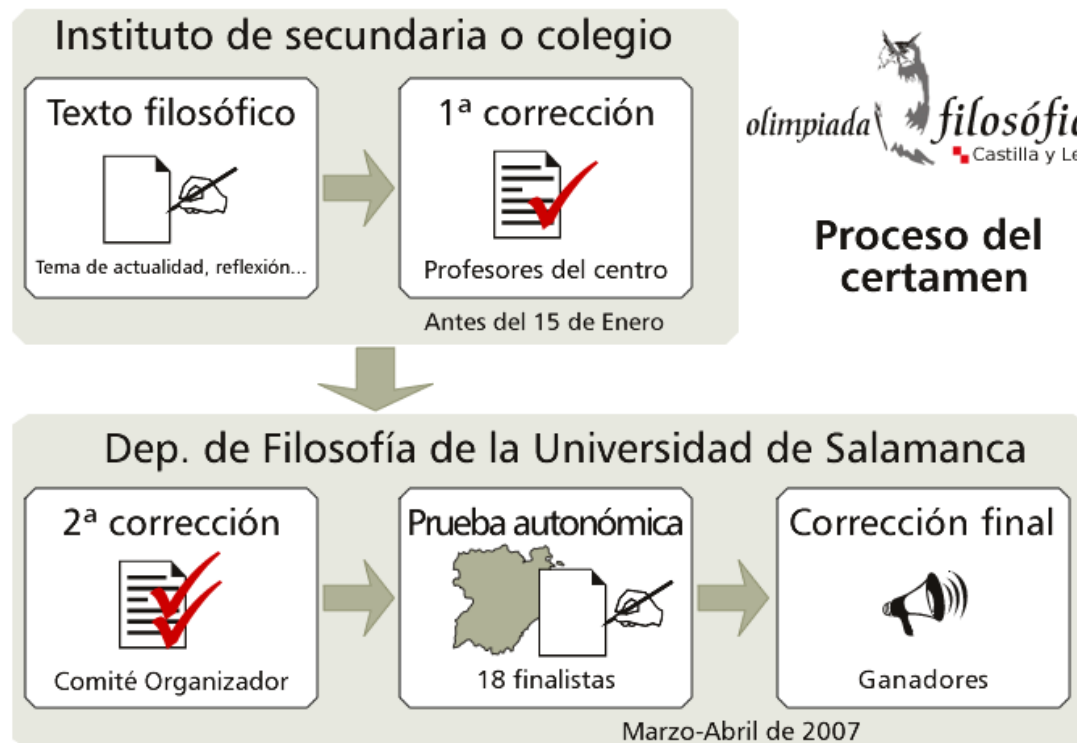 Instituto de secundaria o colegio
Texto filosófico
Tema de actualidad, reflexión...
1ª corrección
Profesores del centro
Antes del 15 de Enero
olimpiada filosófic
Castilla y Le
Proceso del
certamen
Dep. de Filosofía de la Universidad de Salamanca
2ª corrección
Comité Organizador
Prueba autonómica
18 finalistas
Corrección final
Ganadores
Marzo-Abril de 2007